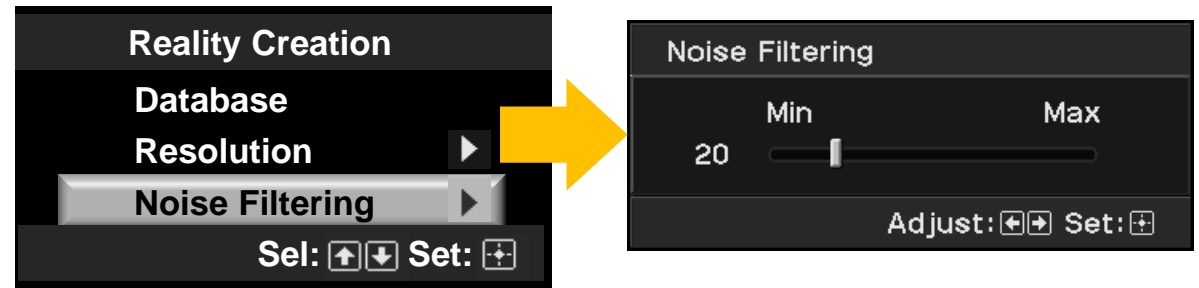 Reality Creation
Database
Resolution
Noise Filtering
Sel: Set:
Noise Filtering
Min Max
20
Adjust: Set: